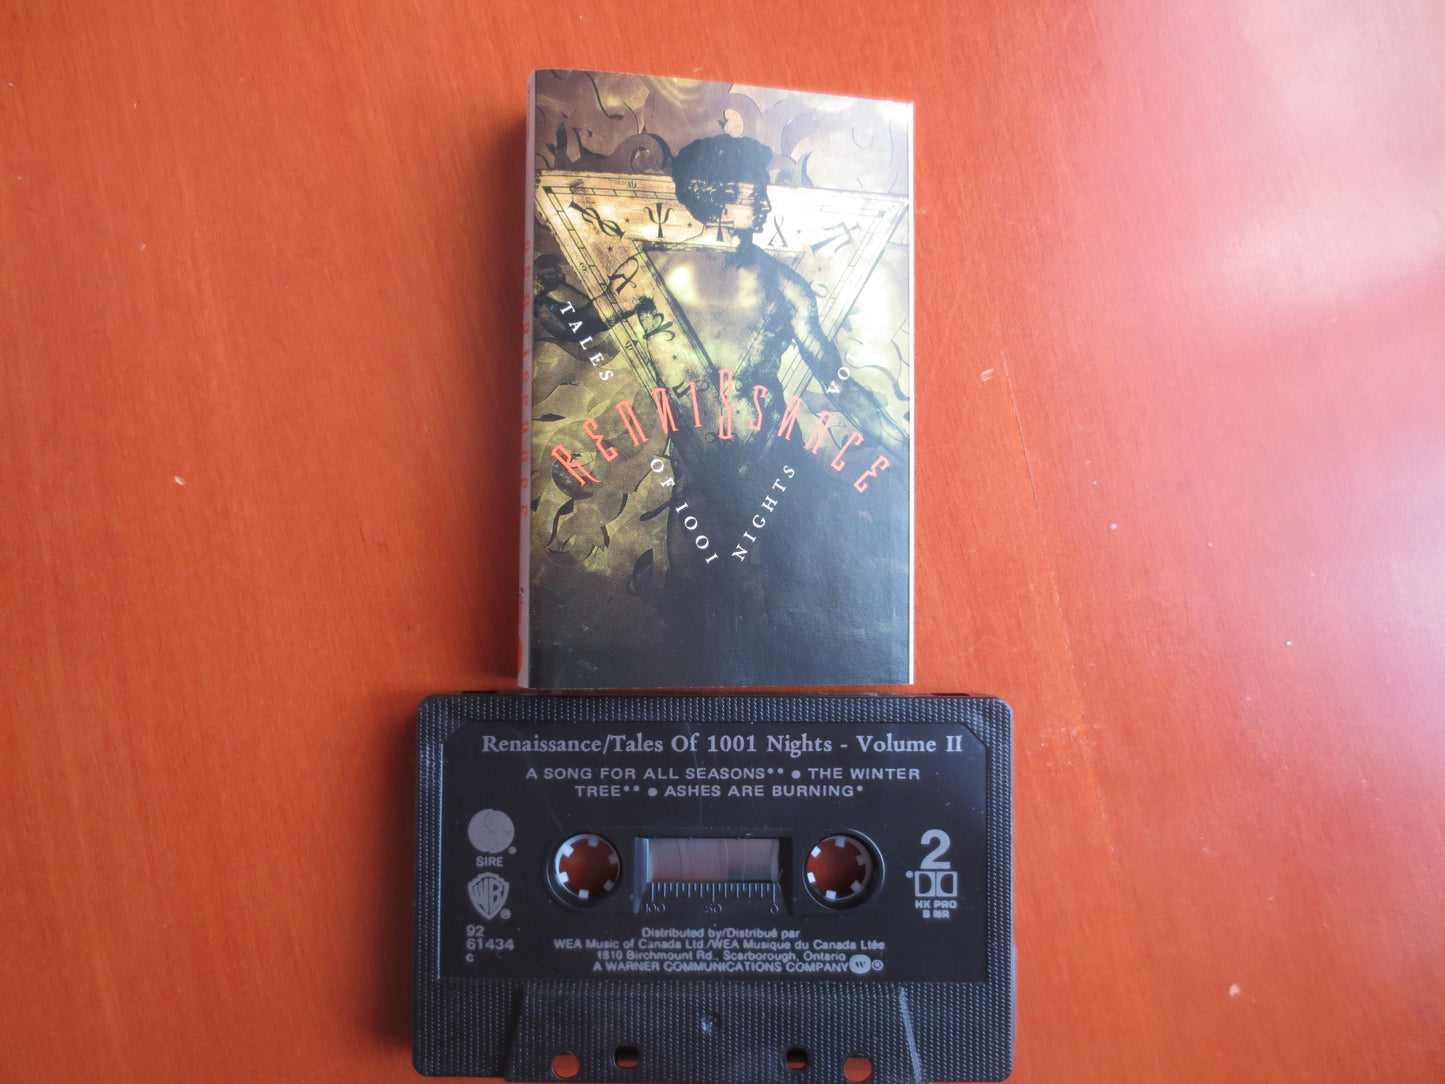 TALES
RENAISSANCE
OF 1001
NIGHTS
Renaissance/Tales Of 1001 Nights - Volume II
A SONG FOR ALL SEASONS** ● THE WINTER
TREE** ● ASHES ARE BURNING*
SIRE
WB
92
61434
c
2
HX PRO
B NR
100 50 0
Distributed by/Distribué par
WEA Music of Canada Ltd./WEA Musique du Canada Ltée
1810 Birchmount Rd., Scarborough, Ontario
A WARNER COMMUNICATIONS COMPANY